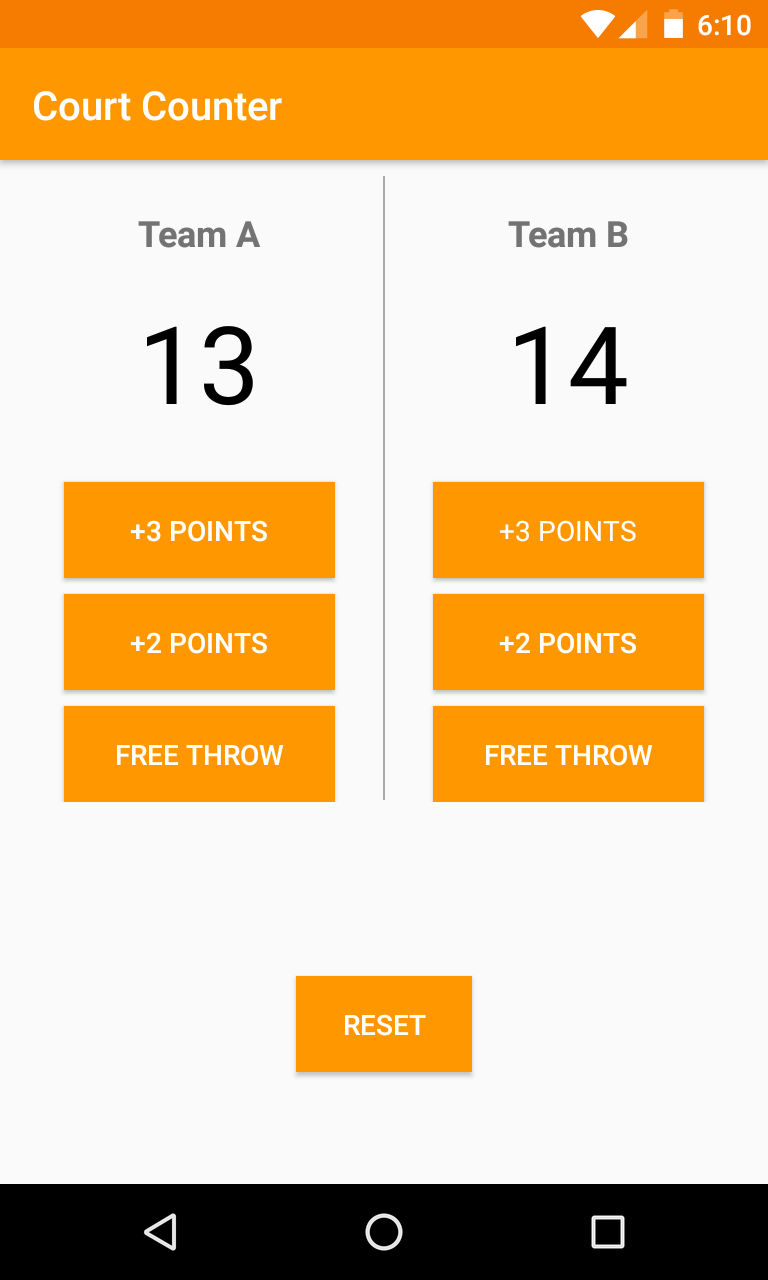 6:10
Court Counter
Team A
13
+3 POINTS
+2 POINTS
FREE THROW
Team B
14
+3 POINTS
+2 POINTS
FREE THROW
RESET